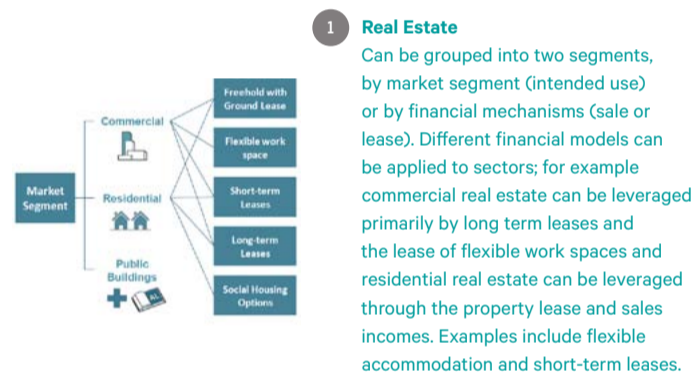 1
Real Estate
Can be grouped into two segments,
by market segment (intended use)
or by financial mechanisms (sale or
lease). Different financial models can
be applied to sectors; for example
commercial real estate can be leveraged
primarily by long term leases and
the lease of flexible work spaces and
residential real estate can be leveraged
through the property lease and sales
incomes. Examples include flexible
accommodation and short-term leases.
Market
Segment
Commercial
Residential
Public
Buildings
Freehold with
Ground Lease
Flexible work
space
Short-term
Leases
Long-term
Leases
Social Housing
Options